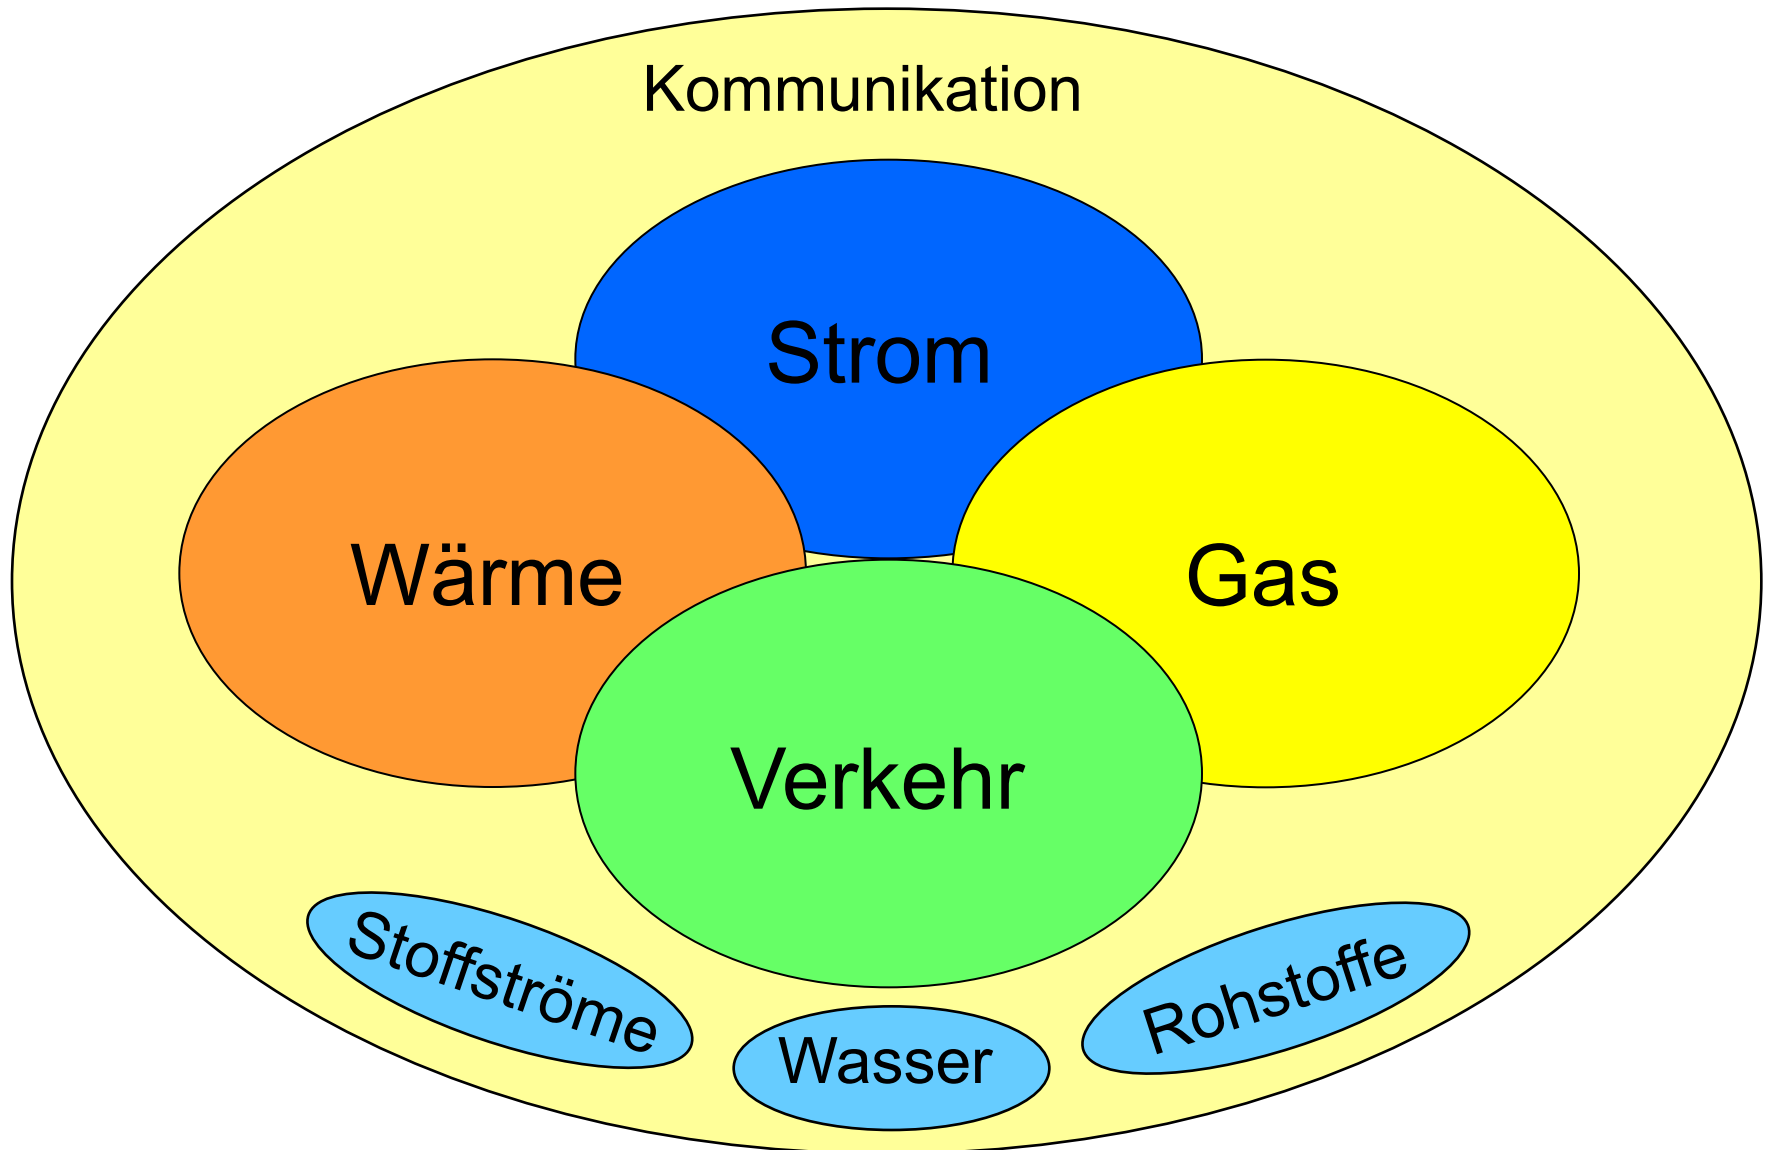 Kommunikation
Strom
Wärme
Gas
Verkehr
Stoffströme
Wasser
Rohstoffe